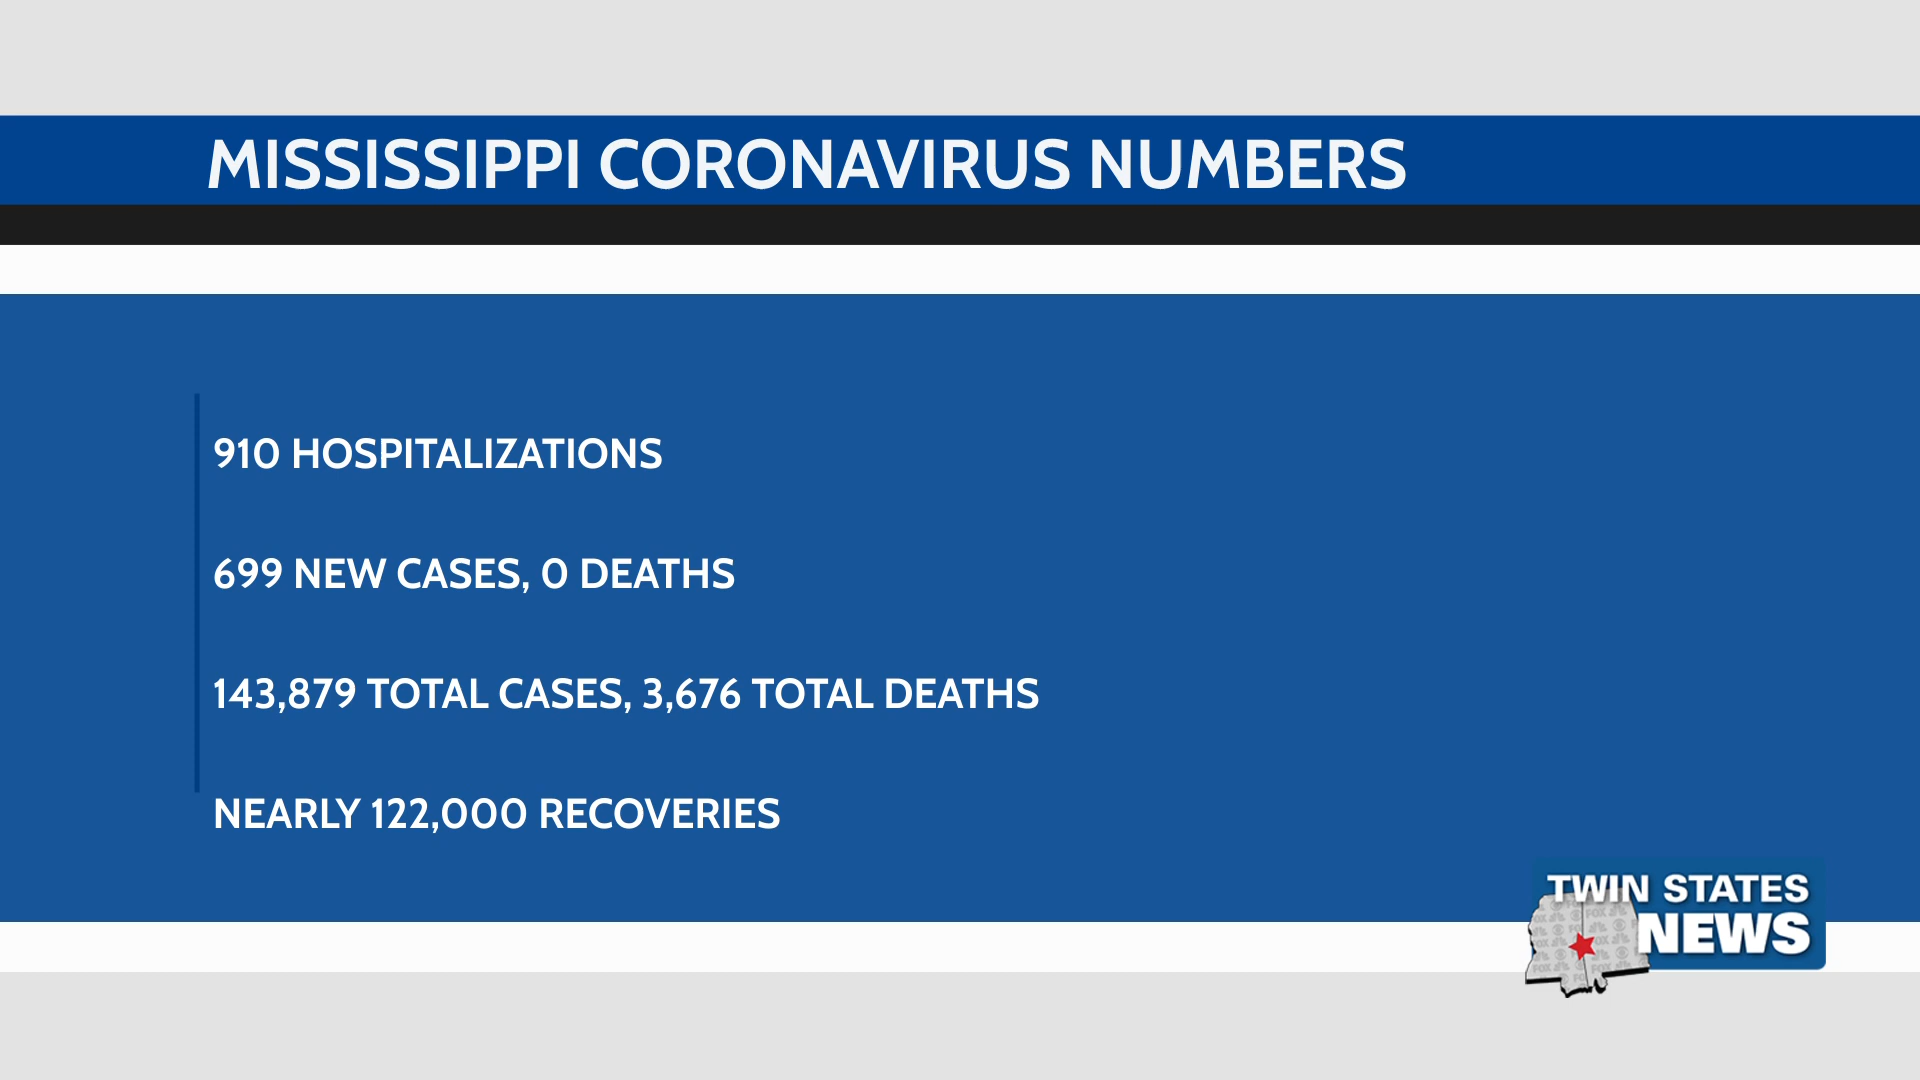 MISSISSIPPI CORONAVIRUS NUMBERS
910 HOSPITALIZATIONS
699 NEW CASES, 0 DEATHS
143,879 TOTAL CASES, 3,676 TOTAL DEATHS
NEARLY 122,000 RECOVERIES
TWIN STATES
NEWS